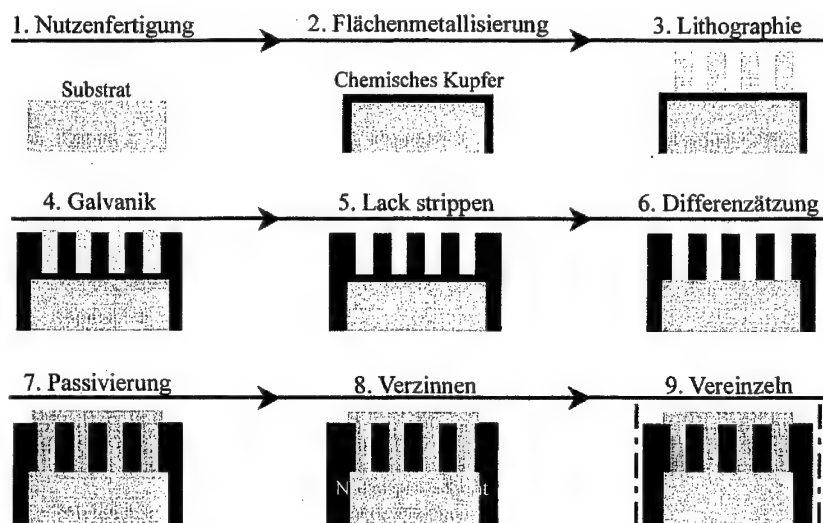 1. Nutzenfertigung 2. Flächenmetallisierung 3. Lithographie
Substrat Chemisches Kupfer
4. Galvanik 5. Lack strippen 6. Differenzätzung
7. Passivierung 8. Verzinnen 9. Vereinzeln